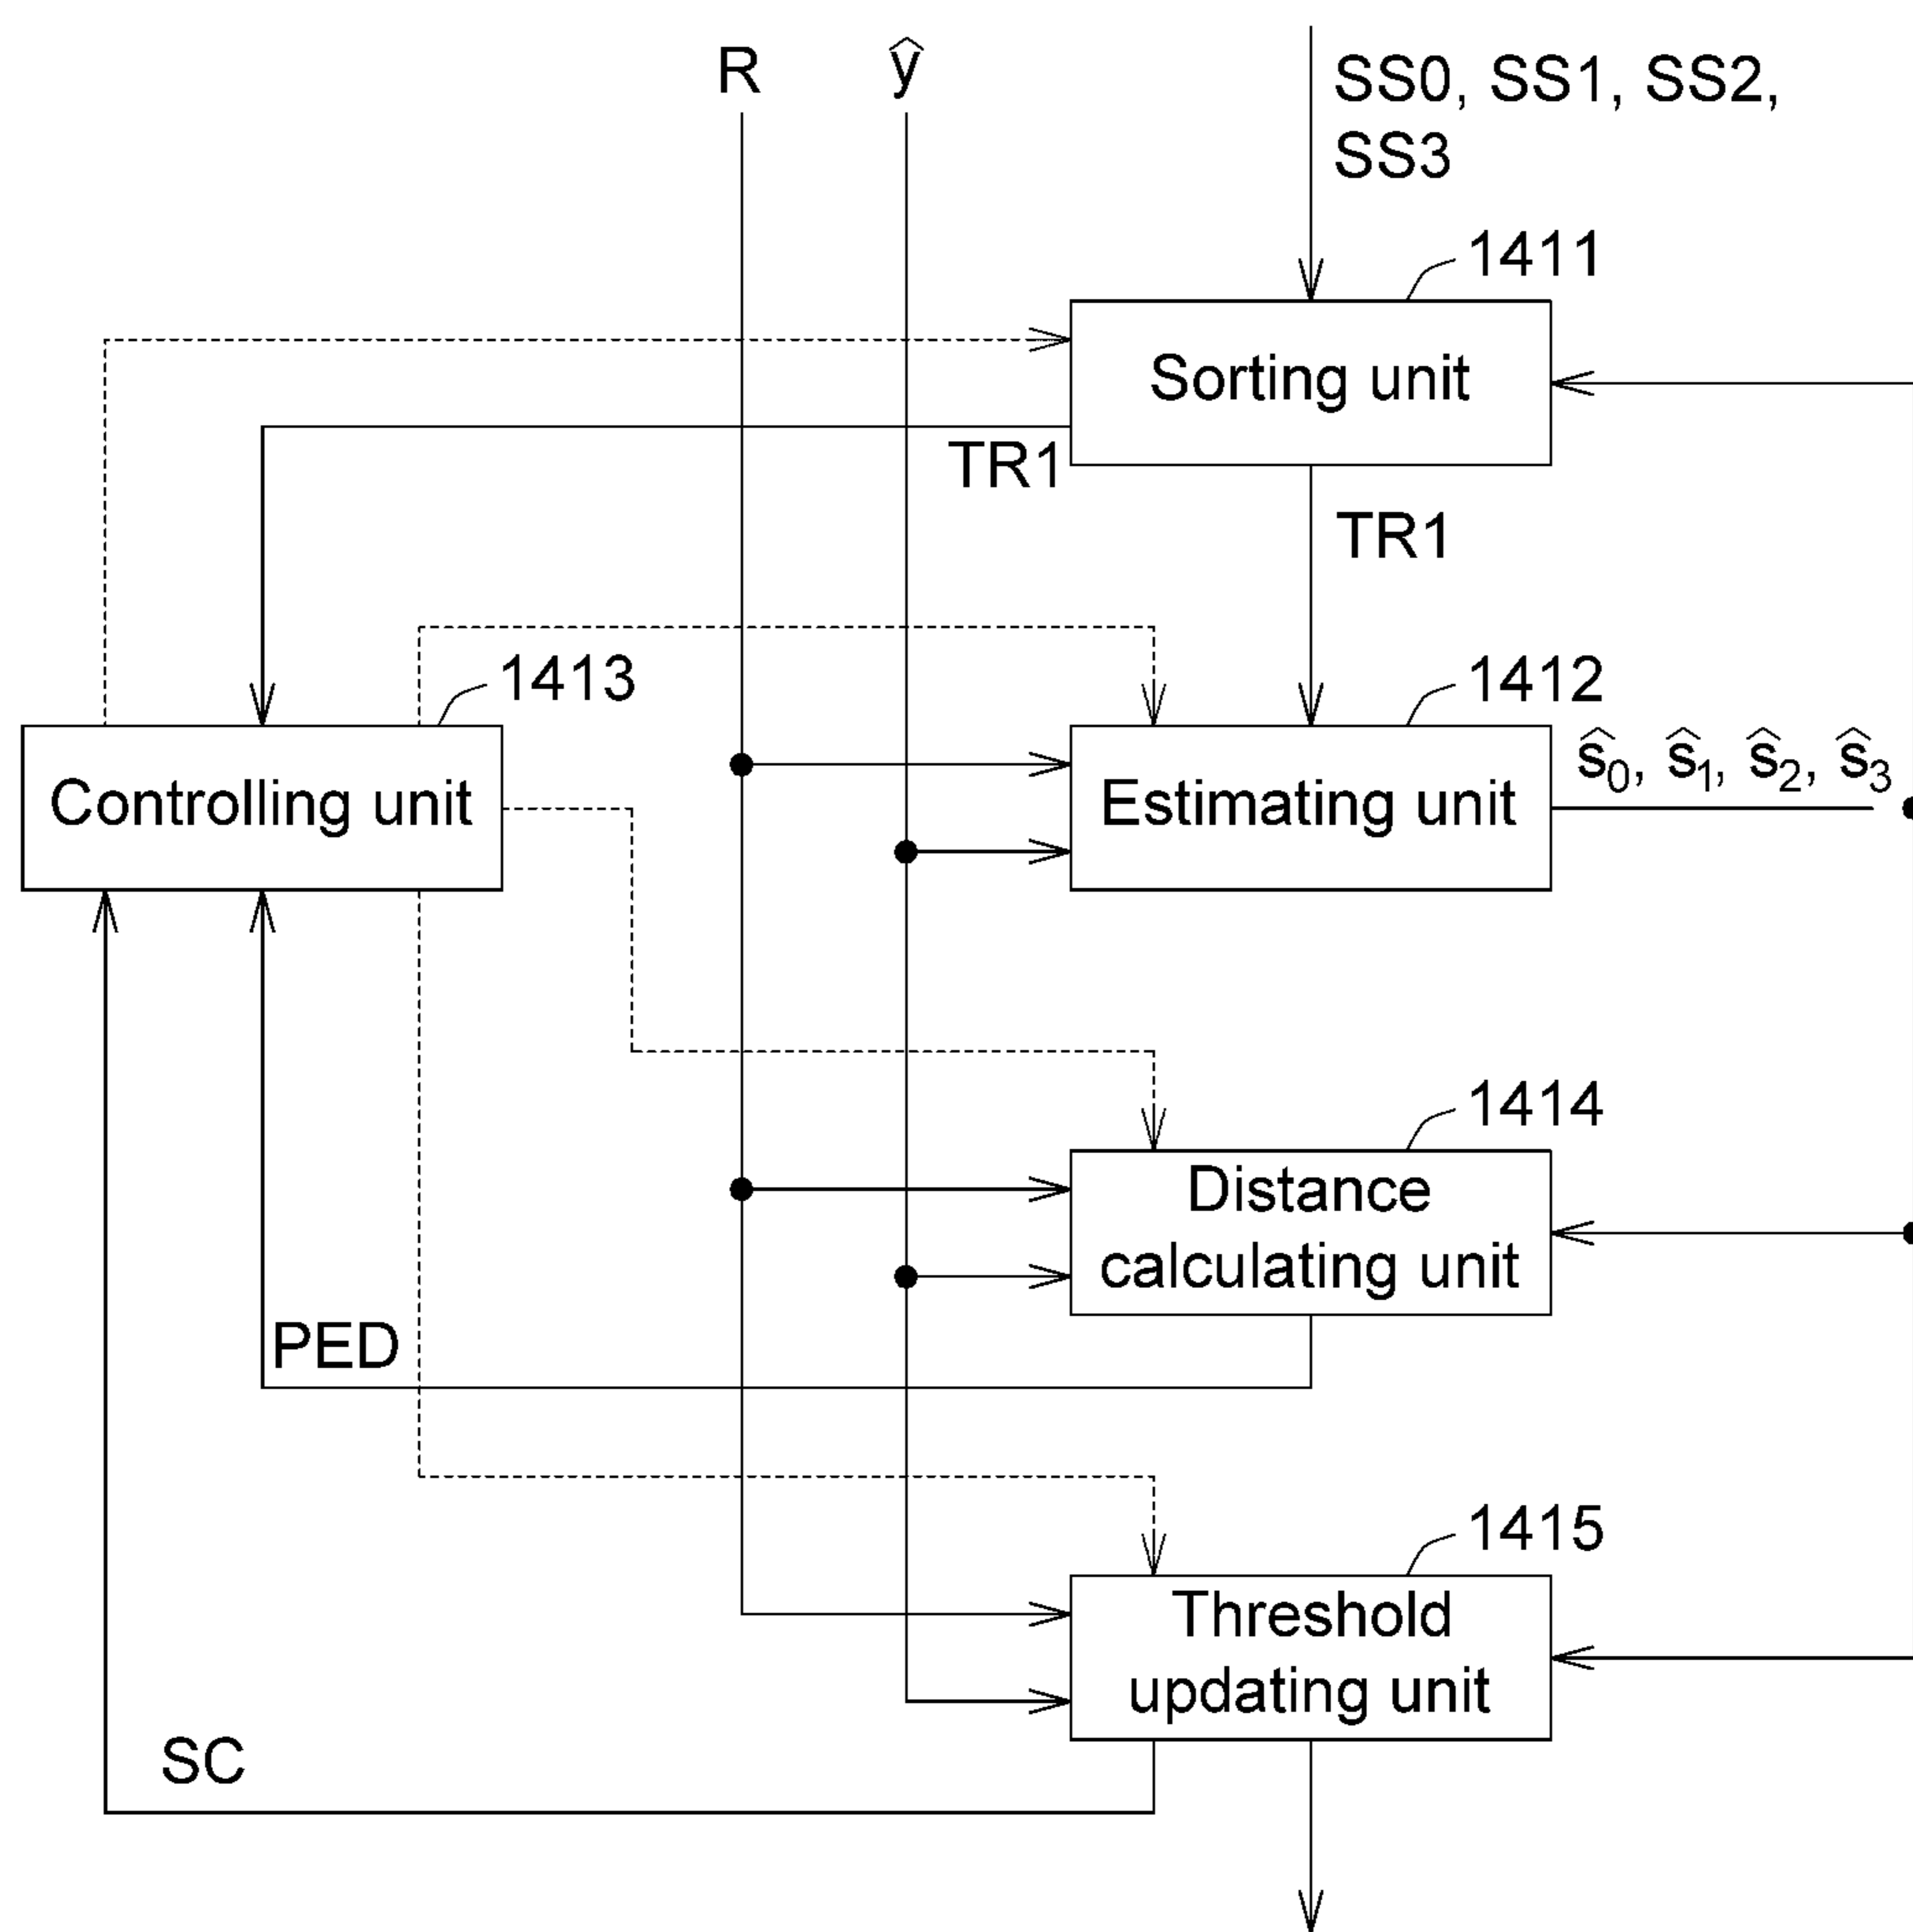 R
ŷ
SS0, SS1, SS2,
SS3
1411
Sorting unit
TR1
TR1
1413
1412
Controlling unit
Estimating unit
ŝ₀, ŝ₁, ŝ₂, ŝ₃
1414
Distance
calculating unit
PED
1415
Threshold
updating unit
SC